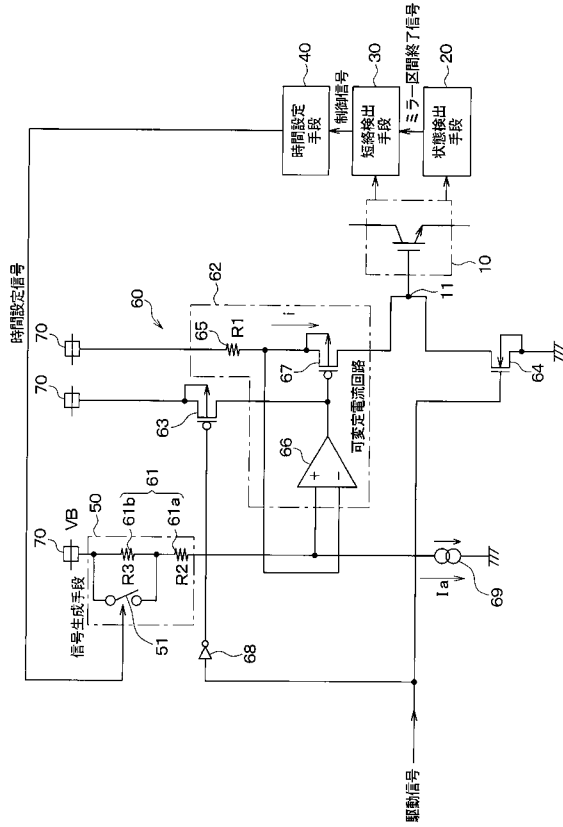 時間設定信号
70
70
70
VB
50
信号生成手段
61
61b
61a
R3
R2
51
60
62
65
R1
i
63
67
66
+
−
可変定電流回路
68
Ia
69
64
11
10
40
時間設定
手段
制御信号
30
短絡検出
手段
ミラー区間終了信号
20
状態検出
手段
駆動信号